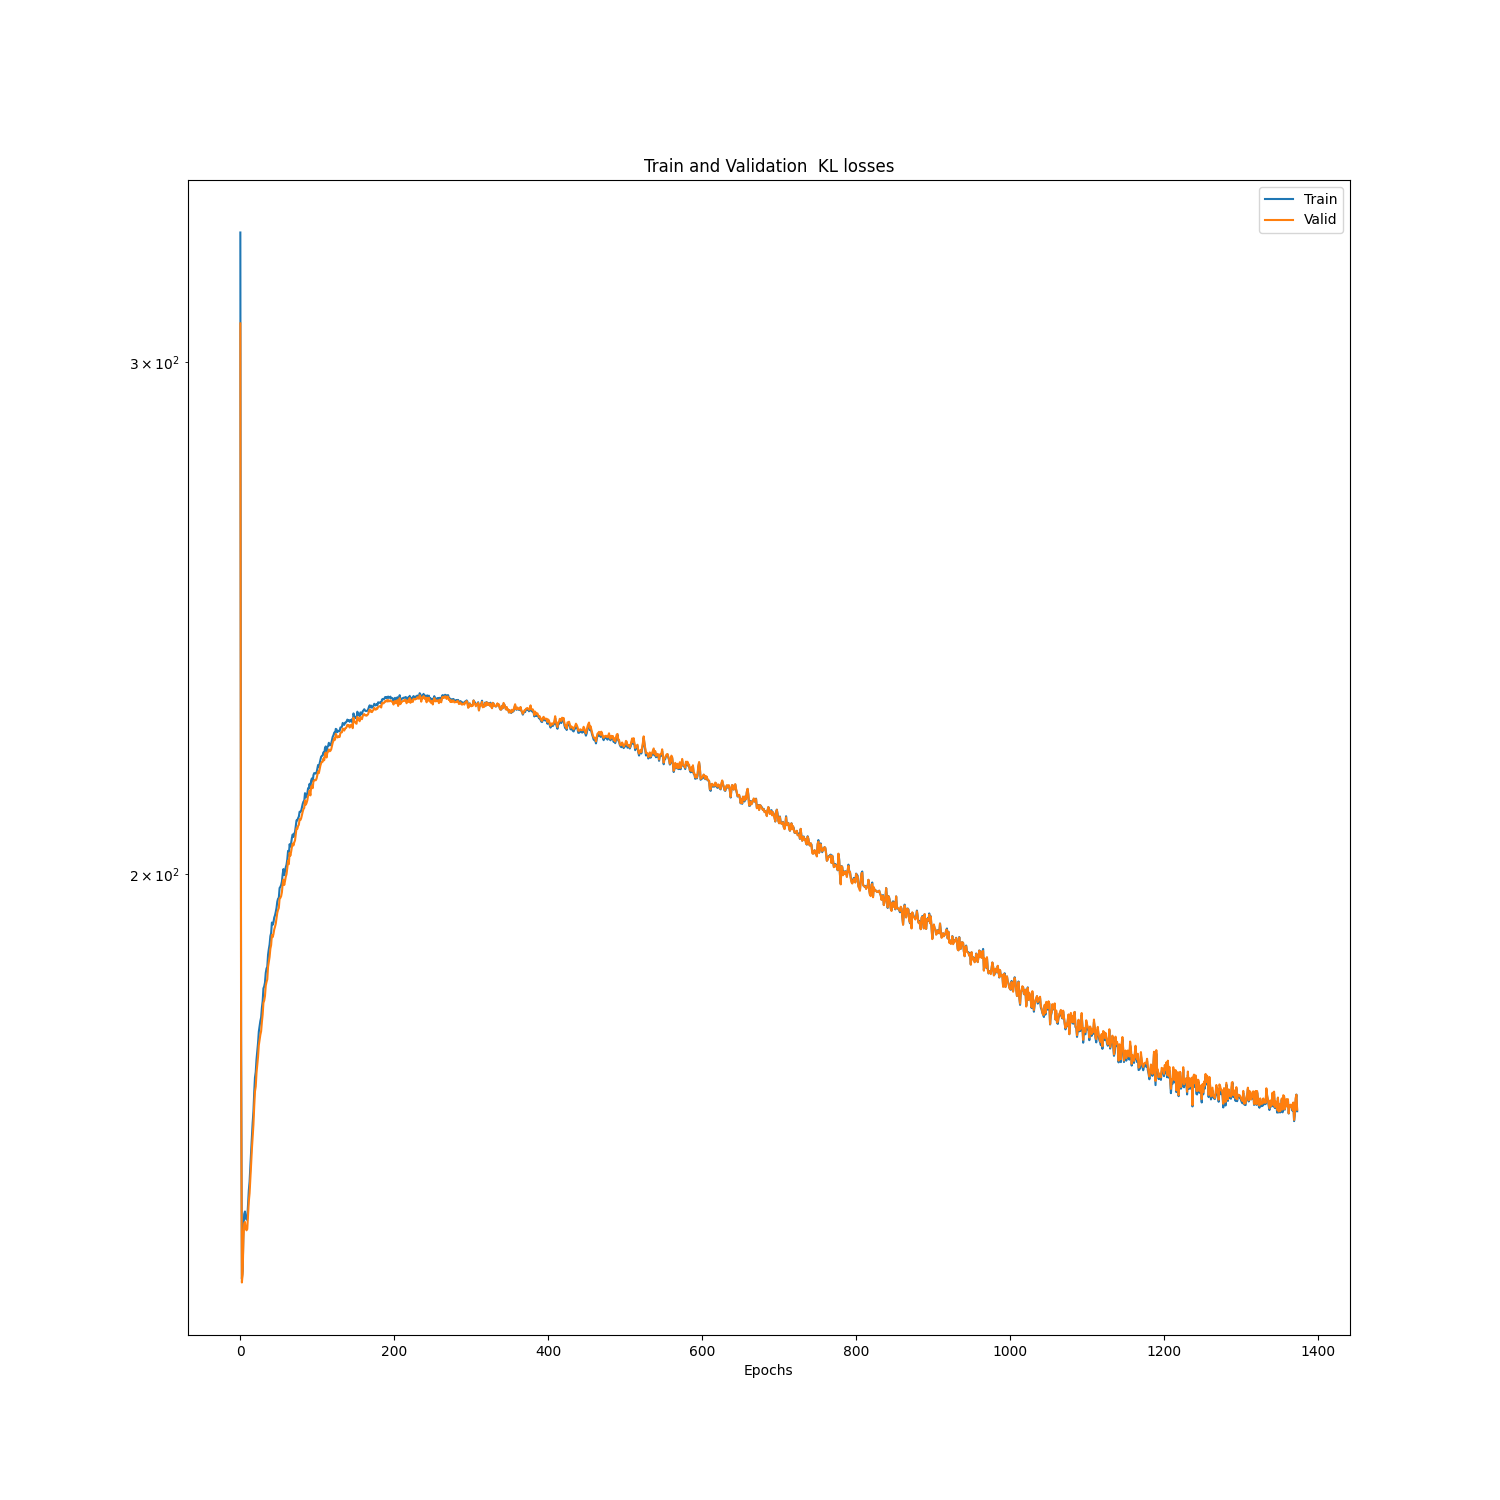 Train and Validation  KL losses
Train
Valid
3 × 10²
2 × 10²
0 200 400 600 800 1000 1200 1400
Epochs